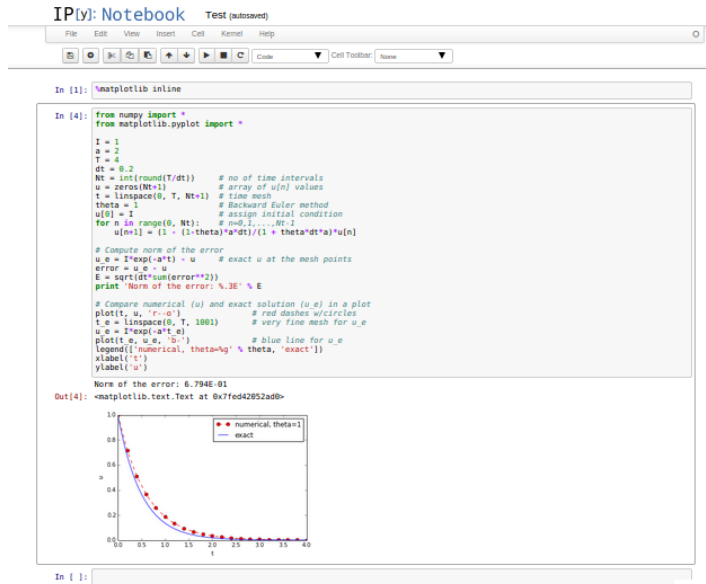 IP[y]: Notebook Test (autosaved)
File Edit View Insert Cell Kernel Help
Code Cell Toolbar: None
In [1]: %matplotlib inline
In [4]: from numpy import *
from matplotlib.pyplot import *
I = 1
a = 2
T = 4
dt = 0.2
Nt = int(round(T/dt)) # no of time intervals
u = zeros(Nt+1) # array of u[n] values
t = linspace(0, T, Nt+1) # time mesh
theta = 1 # Backward Euler method
u[0] = I # assign initial condition
for n in range(0, Nt): # n=0,1,...,Nt-1
u[n+1] = (1 - (1-theta)*a*dt)/(1 + theta*dt*a)*u[n]
# Compute norm of the error
u_e = I*exp(-a*t) - u # exact u at the mesh points
error = u_e - u
E = sqrt(dt*sum(error**2))
print 'Norm of the error: %.3E' % E
# Compare numerical (u) and exact solution (u_e) in a plot
plot(t, u, 'r--o') # red dashes w/circles
t_e = linspace(0, T, 1001) # very fine mesh for u_e
u_e = I*exp(-a*t_e)
plot(t_e, u_e, 'b-') # blue line for u_e
legend(['numerical, theta=%g' % theta, 'exact'])
xlabel('t')
ylabel('u')
Norm of the error: 6.794E-01
Out[4]: <matplotlib.text.Text at 0x7fed42052ad0>
1.0
0.8
0.6
0.4
0.2
0.0
u
numerical, theta=1
exact
0.0 0.5 1.0 1.5 2.0 2.5 3.0 3.5 4.0
t
In [ ]: